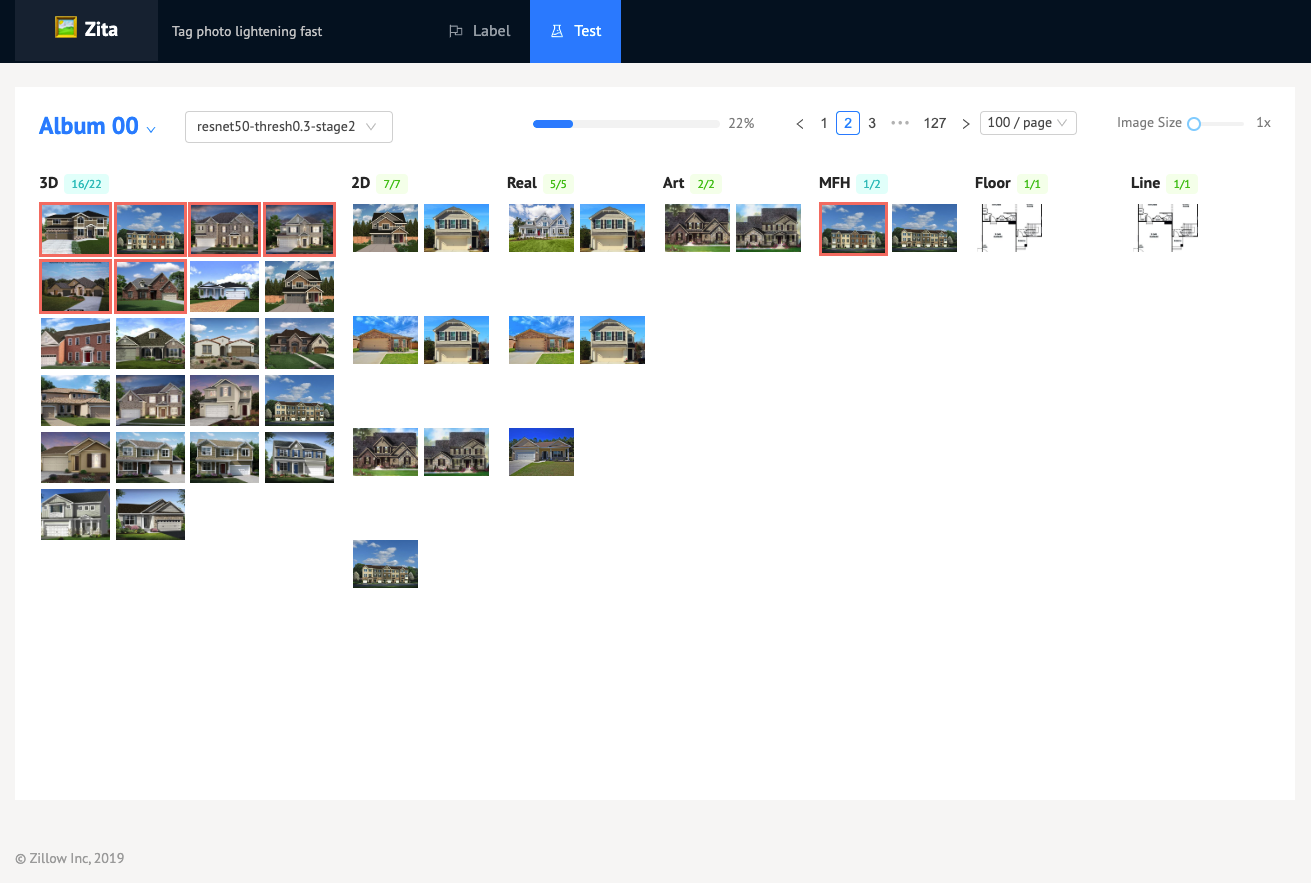 Zita
Tag photo lightening fast
Label
Test
Album 00
resnet50-thresh0.3-stage2
22%
1
2
3
•••
127
100 / page
Image Size
1x
3D 16/22
2D 7/7
Real 5/5
Art 2/2
MFH 1/2
Floor 1/1
Line 1/1
© Zillow Inc, 2019